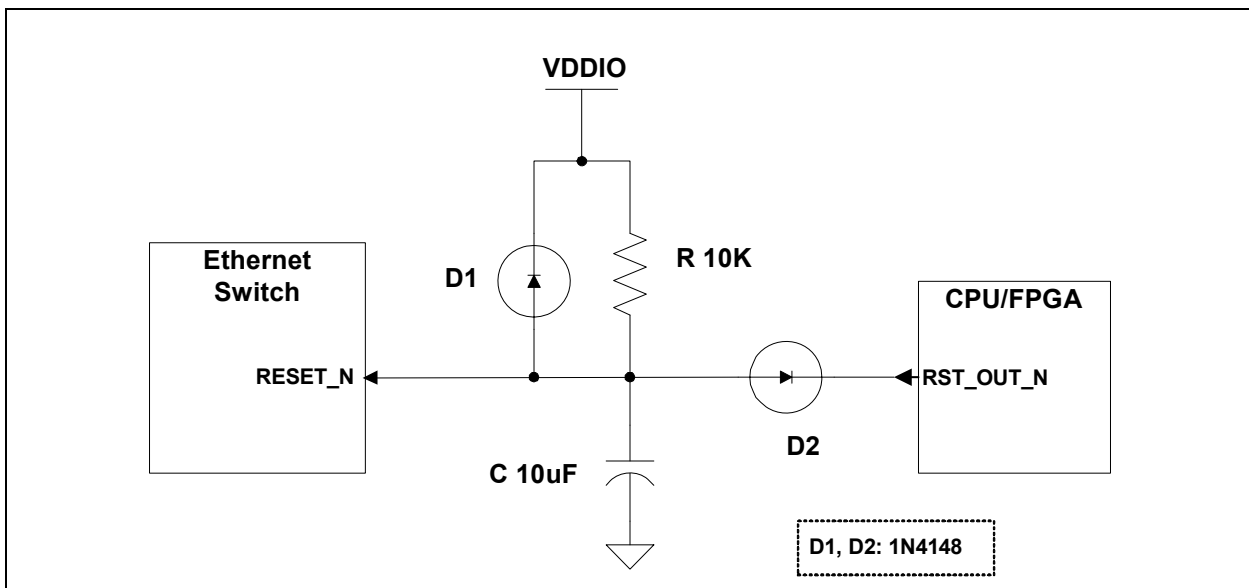 VDDIO
Ethernet
Switch
D1
R 10K
CPU/FPGA
RESET_N
RST_OUT_N
D2
C 10uF
D1, D2: 1N4148